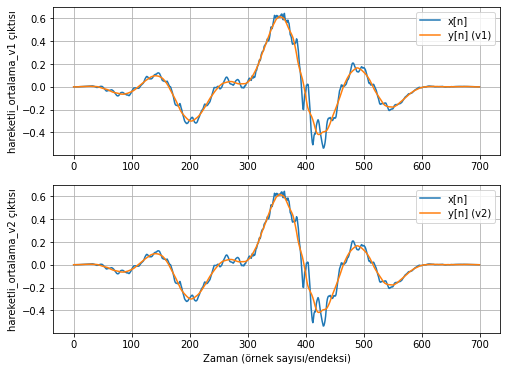 hareketli_ortalama_v1 çıktısı
0.6
0.4
0.2
0.0
−0.2
−0.4
x[n]
y[n] (v1)
0 100 200 300 400 500 600 700
hareketli_ortalama_v2 çıktısı
0.6
0.4
0.2
0.0
−0.2
−0.4
x[n]
y[n] (v2)
0 100 200 300 400 500 600 700
Zaman (örnek sayısı/endeksi)